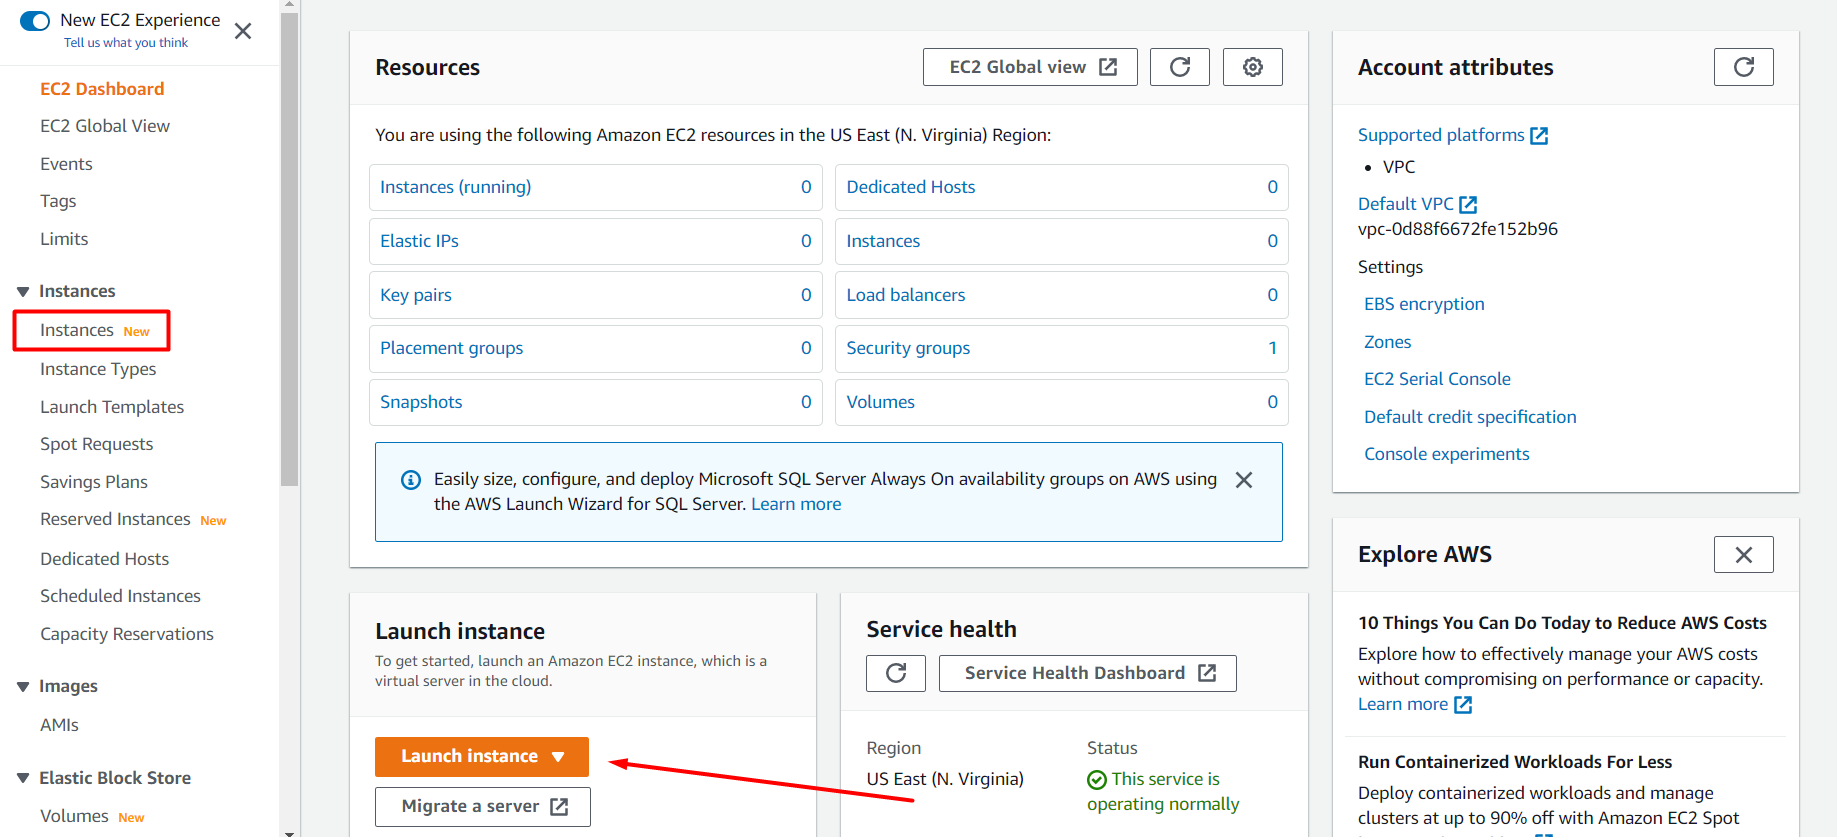 New EC2 Experience
Tell us what you think
EC2 Dashboard
EC2 Global View
Events
Tags
Limits
Instances
Instances New
Instance Types
Launch Templates
Spot Requests
Savings Plans
Reserved Instances New
Dedicated Hosts
Scheduled Instances
Capacity Reservations
Images
AMIs
Elastic Block Store
Volumes New
Resources
EC2 Global view
You are using the following Amazon EC2 resources in the US East (N. Virginia) Region:
Instances (running) 0
Dedicated Hosts 0
Elastic IPs 0
Instances 0
Key pairs 0
Load balancers 0
Placement groups 0
Security groups 1
Snapshots 0
Volumes 0
Easily size, configure, and deploy Microsoft SQL Server Always On availability groups on AWS using
the AWS Launch Wizard for SQL Server. Learn more
Launch instance
To get started, launch an Amazon EC2 instance, which is a
virtual server in the cloud.
Launch instance
Migrate a server
Service health
Service Health Dashboard
Region
US East (N. Virginia)
Status
This service is
operating normally
Account attributes
Supported platforms
• VPC
Default VPC
vpc-0d88f6672fe152b96
Settings
EBS encryption
Zones
EC2 Serial Console
Default credit specification
Console experiments
Explore AWS
10 Things You Can Do Today to Reduce AWS Costs
Explore how to effectively manage your AWS costs
without compromising on performance or capacity.
Learn more
Run Containerized Workloads For Less
Deploy containerized workloads and manage
clusters at up to 90% off with Amazon EC2 Spot